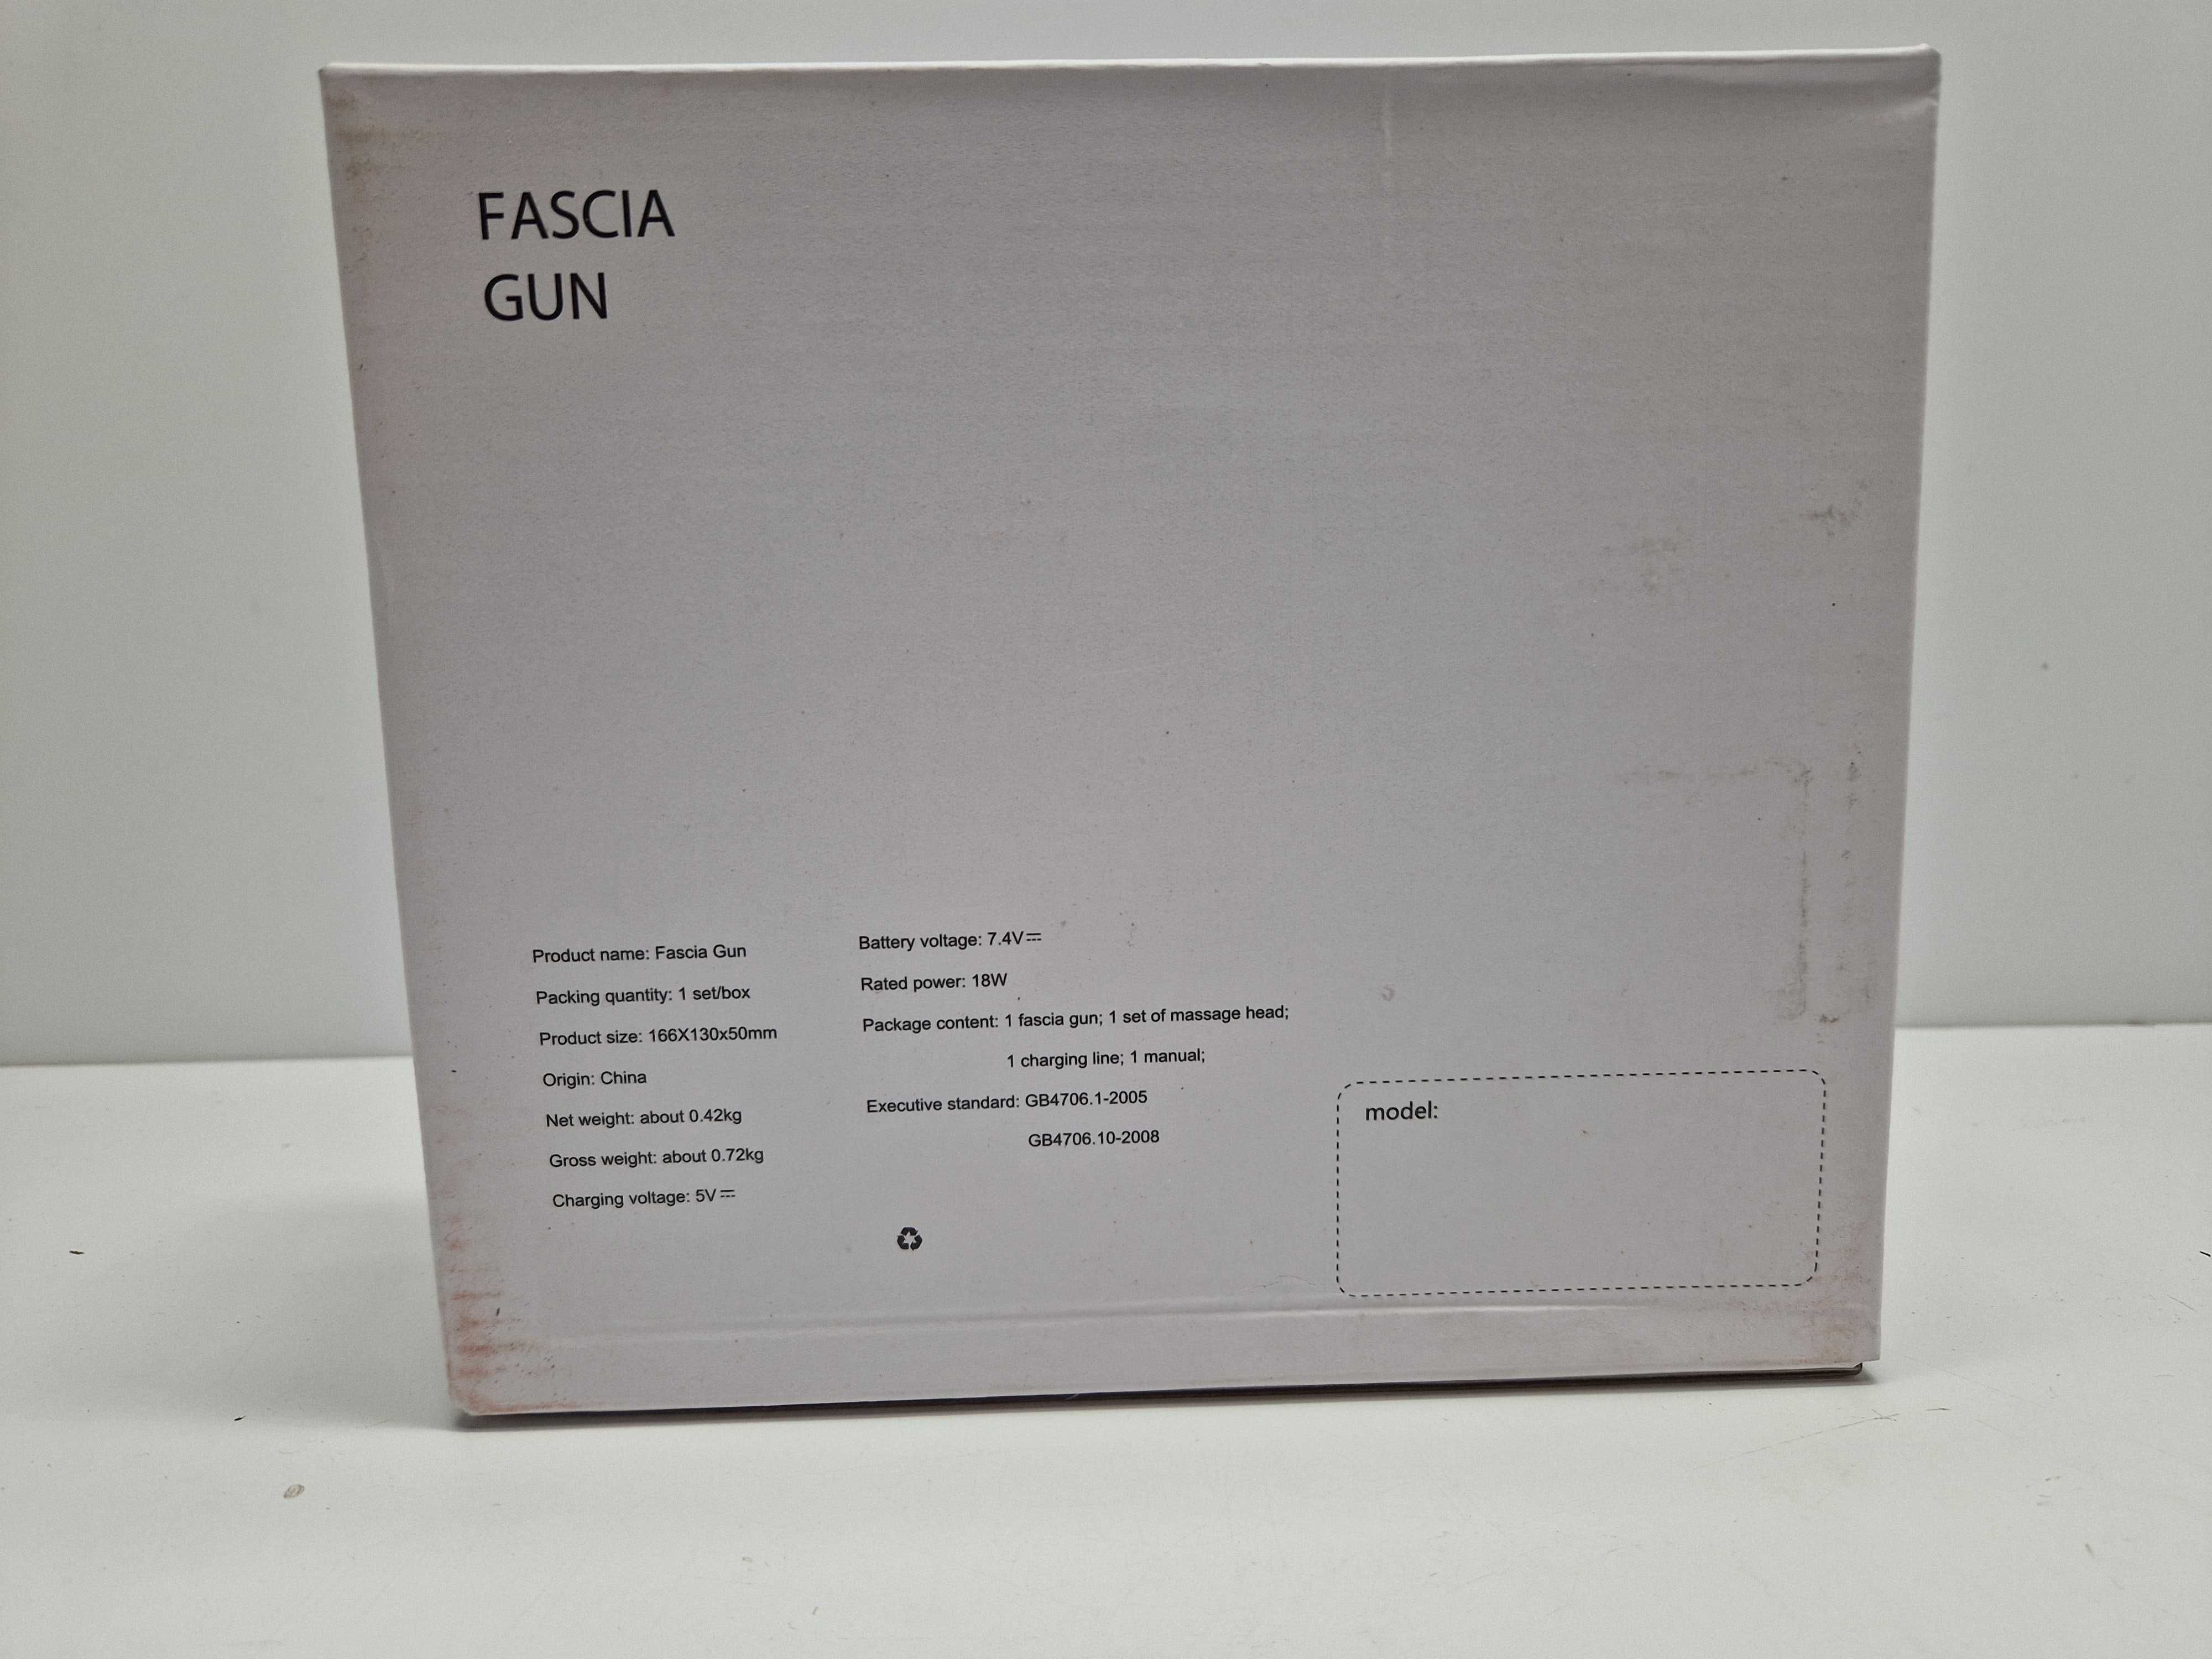 FASCIA
GUN
Product name: Fascia Gun
Packing quantity: 1 set/box
Product size: 166X130x50mm
Origin: China
Net weight: about 0.42kg
Gross weight: about 0.72kg
Charging voltage: 5V⎓
Battery voltage: 7.4V⎓
Rated power: 18W
Package content: 1 fascia gun; 1 set of massage head;
1 charging line; 1 manual;
Executive standard: GB4706.1-2005
GB4706.10-2008
model: